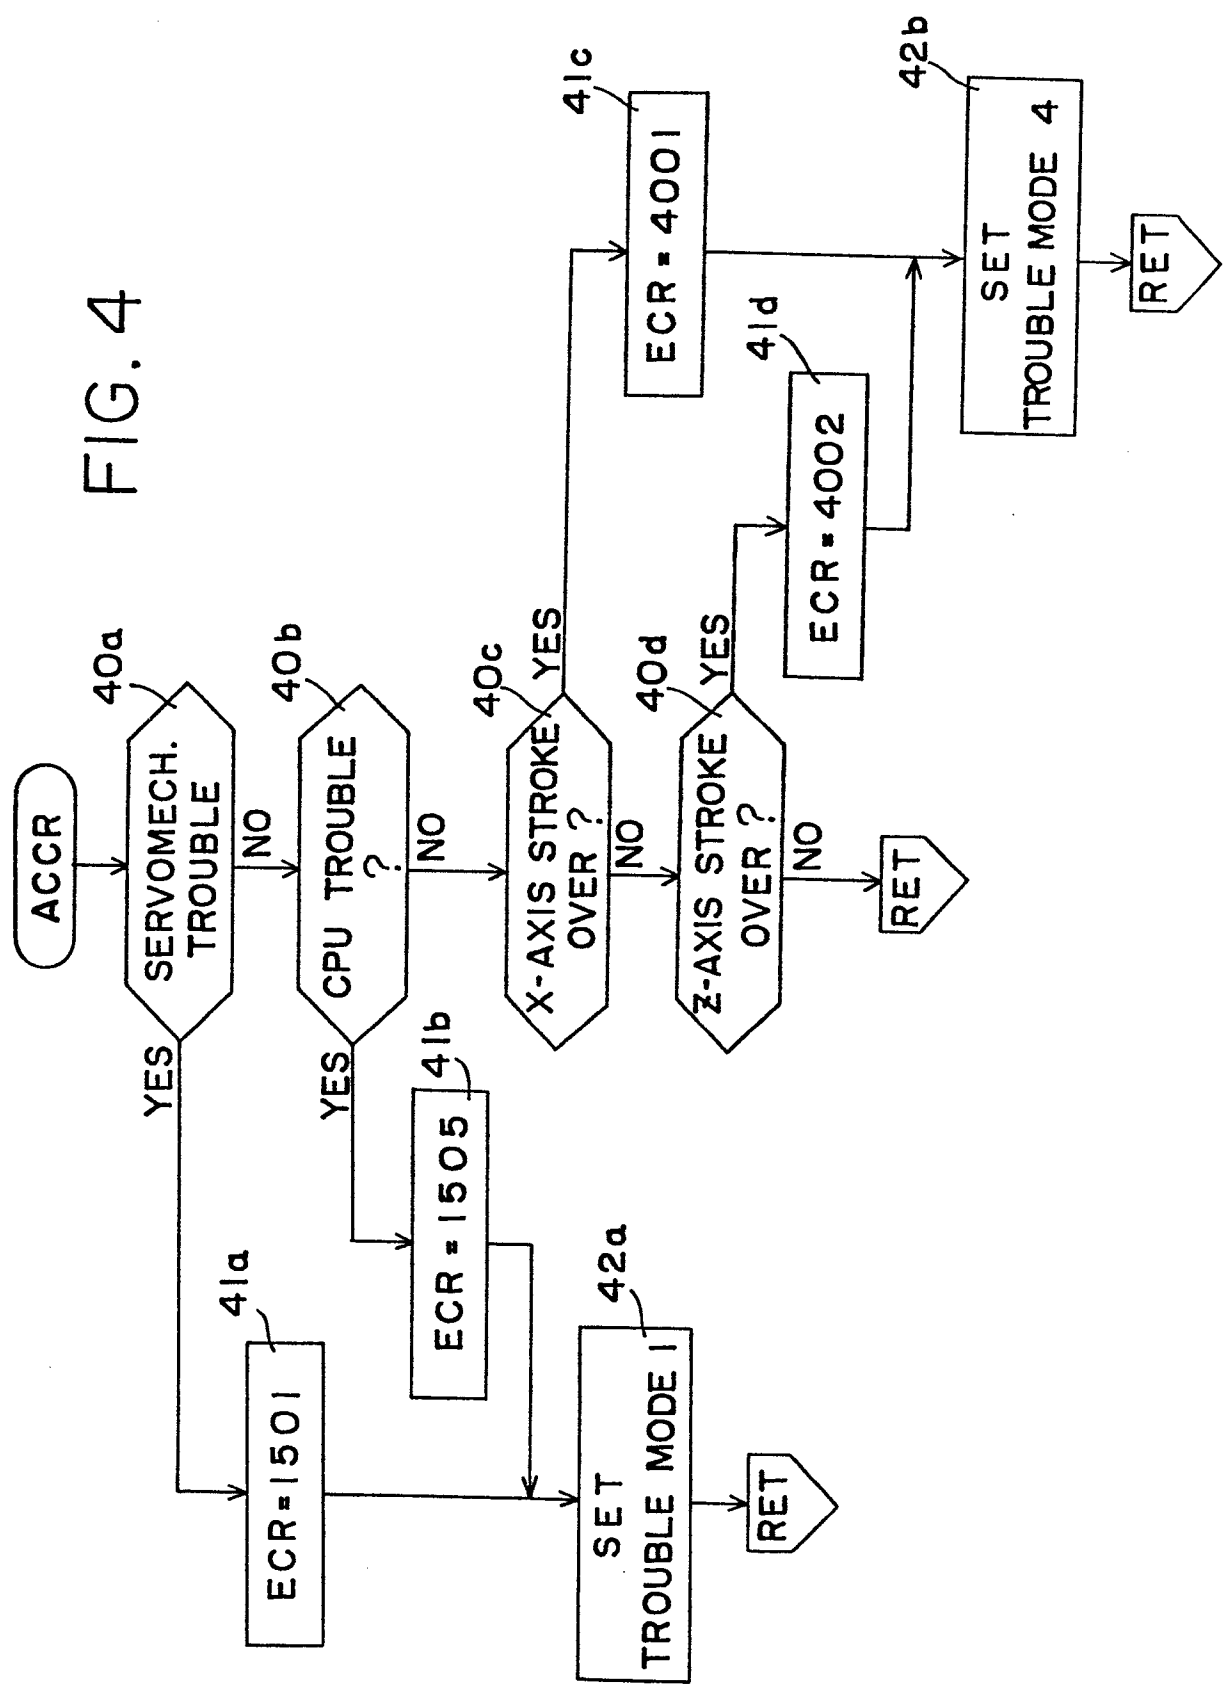 FIG. 4
ACCR
40a
SERVOMECH.
TROUBLE
YES
NO
41a
ECR=1501
40b
CPU TROUBLE
?
YES
NO
41b
ECR=1505
42a
SET
TROUBLE MODE 1
RET
40c
X-AXIS STROKE
OVER ?
YES
NO
41c
ECR=4001
40d
Z-AXIS STROKE
OVER ?
YES
NO
41d
ECR=4002
42b
SET
TROUBLE MODE 4
RET
RET